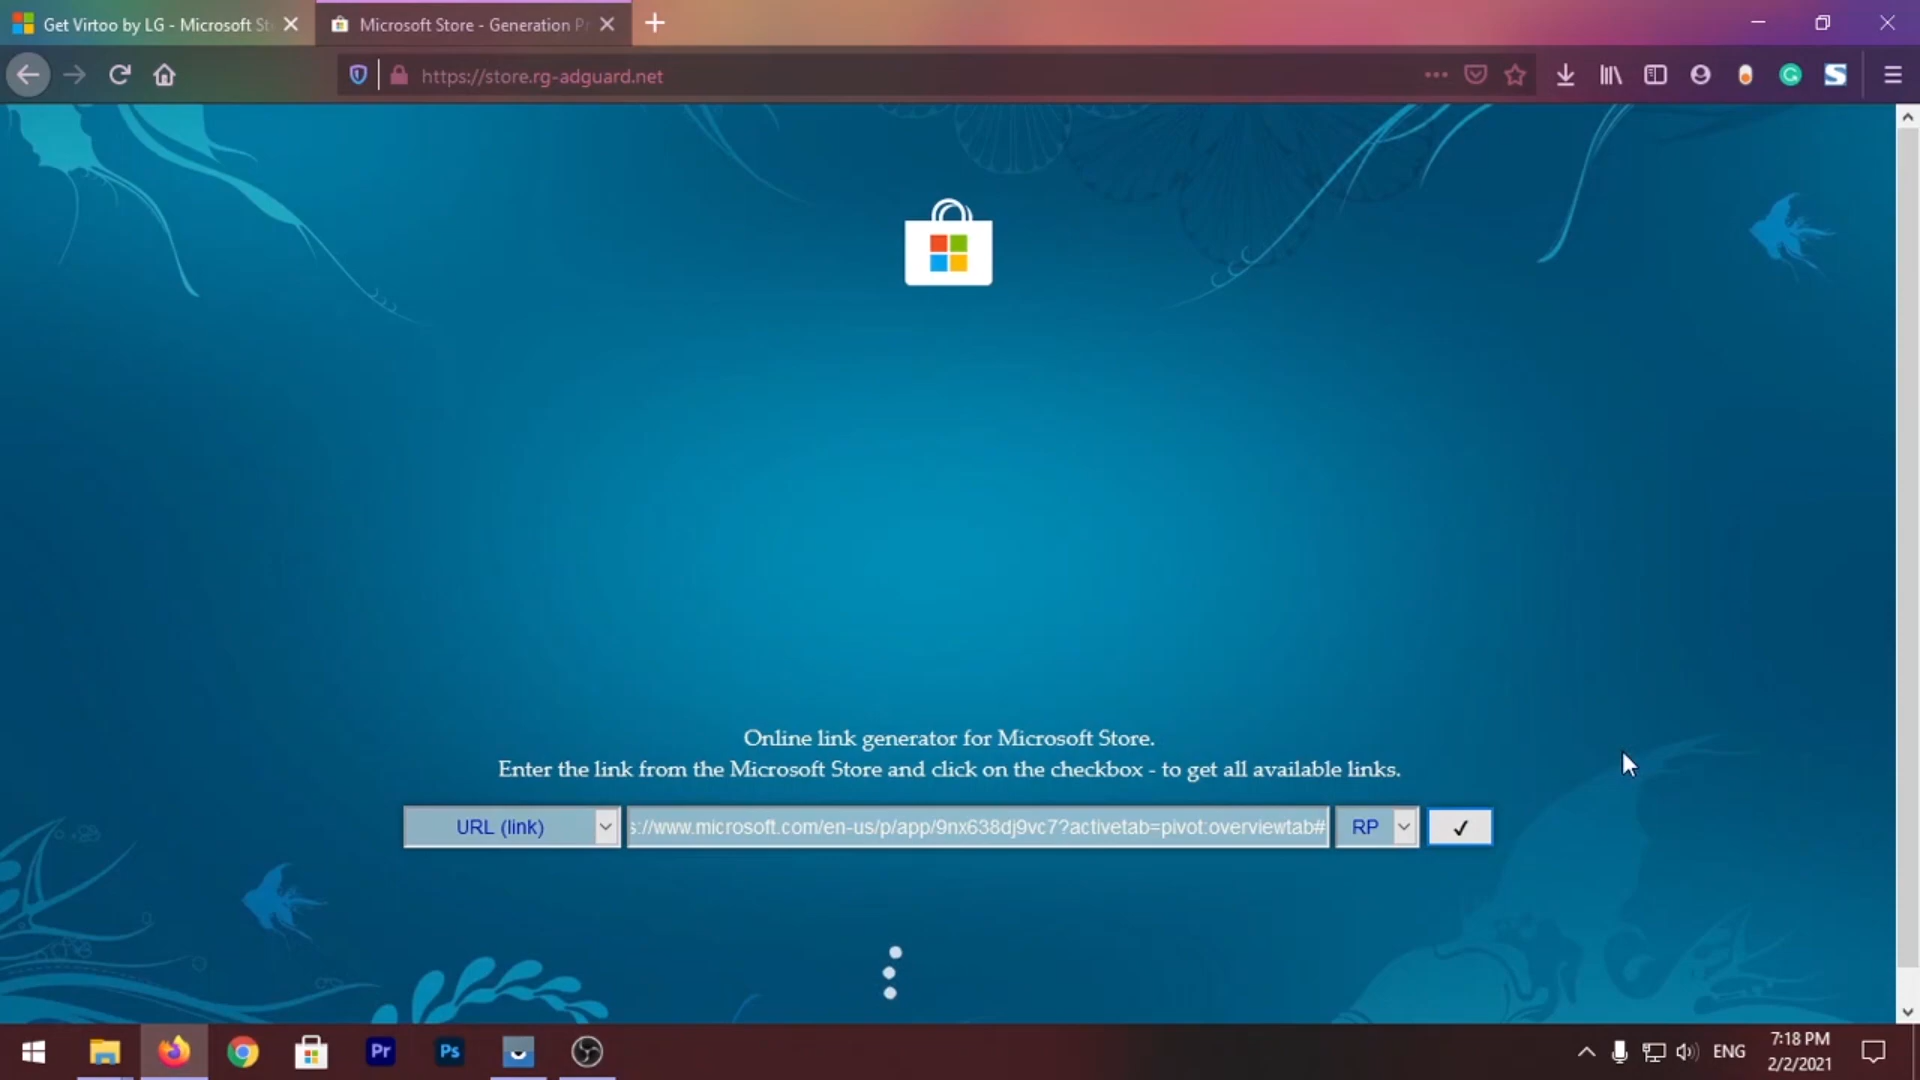 Get Virtoo by LG - Microsoft St
Microsoft Store - Generation P
https://store.rg-adguard.net
Online link generator for Microsoft Store.
Enter the link from the Microsoft Store and click on the checkbox - to get all available links.
URL (link)
s://www.microsoft.com/en-us/p/app/9nx638dj9vc7?activetab=pivot:overviewtab#
RP
✓
Pr
Ps
ENG
7:18 PM
2/2/2021